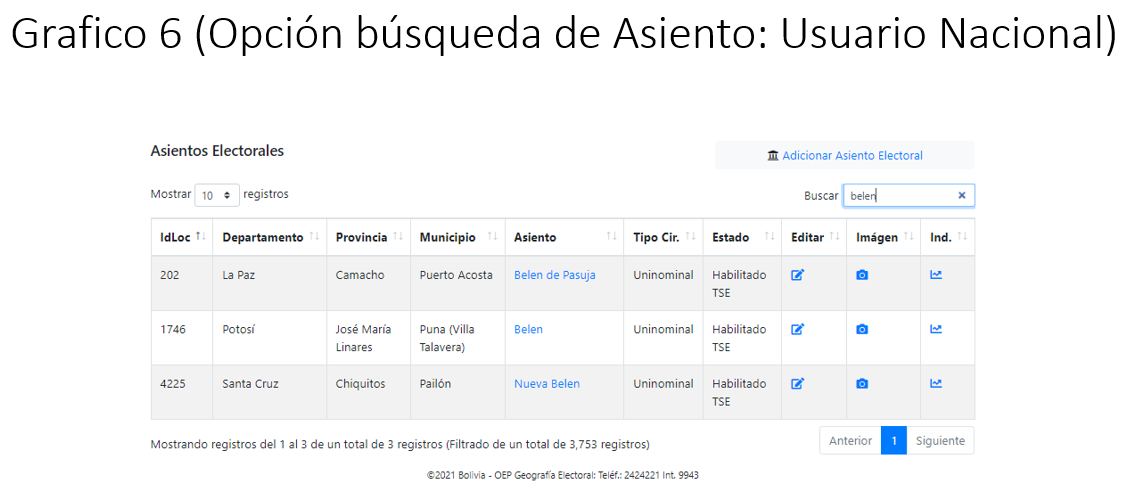 Grafico 6 (Opción búsqueda de Asiento: Usuario Nacional)
Asientos Electorales
Adicionar Asiento Electoral
Mostrar 10 registros
Buscar belen
IdLoc Departamento Provincia Municipio Asiento Tipo Cir. Estado Editar Imágen Ind.
202 La Paz Camacho Puerto Acosta Belen de Pasuja Uninominal Habilitado TSE
1746 Potosí José María Linares Puna (Villa Talavera) Belen Uninominal Habilitado TSE
4225 Santa Cruz Chiquitos Pailón Nueva Belen Uninominal Habilitado TSE
Mostrando registros del 1 al 3 de un total de 3 registros (Filtrado de un total de 3,753 registros)
Anterior 1 Siguiente
©2021 Bolivia - OEP Geografía Electoral: Teléf.: 2424221 Int. 9943